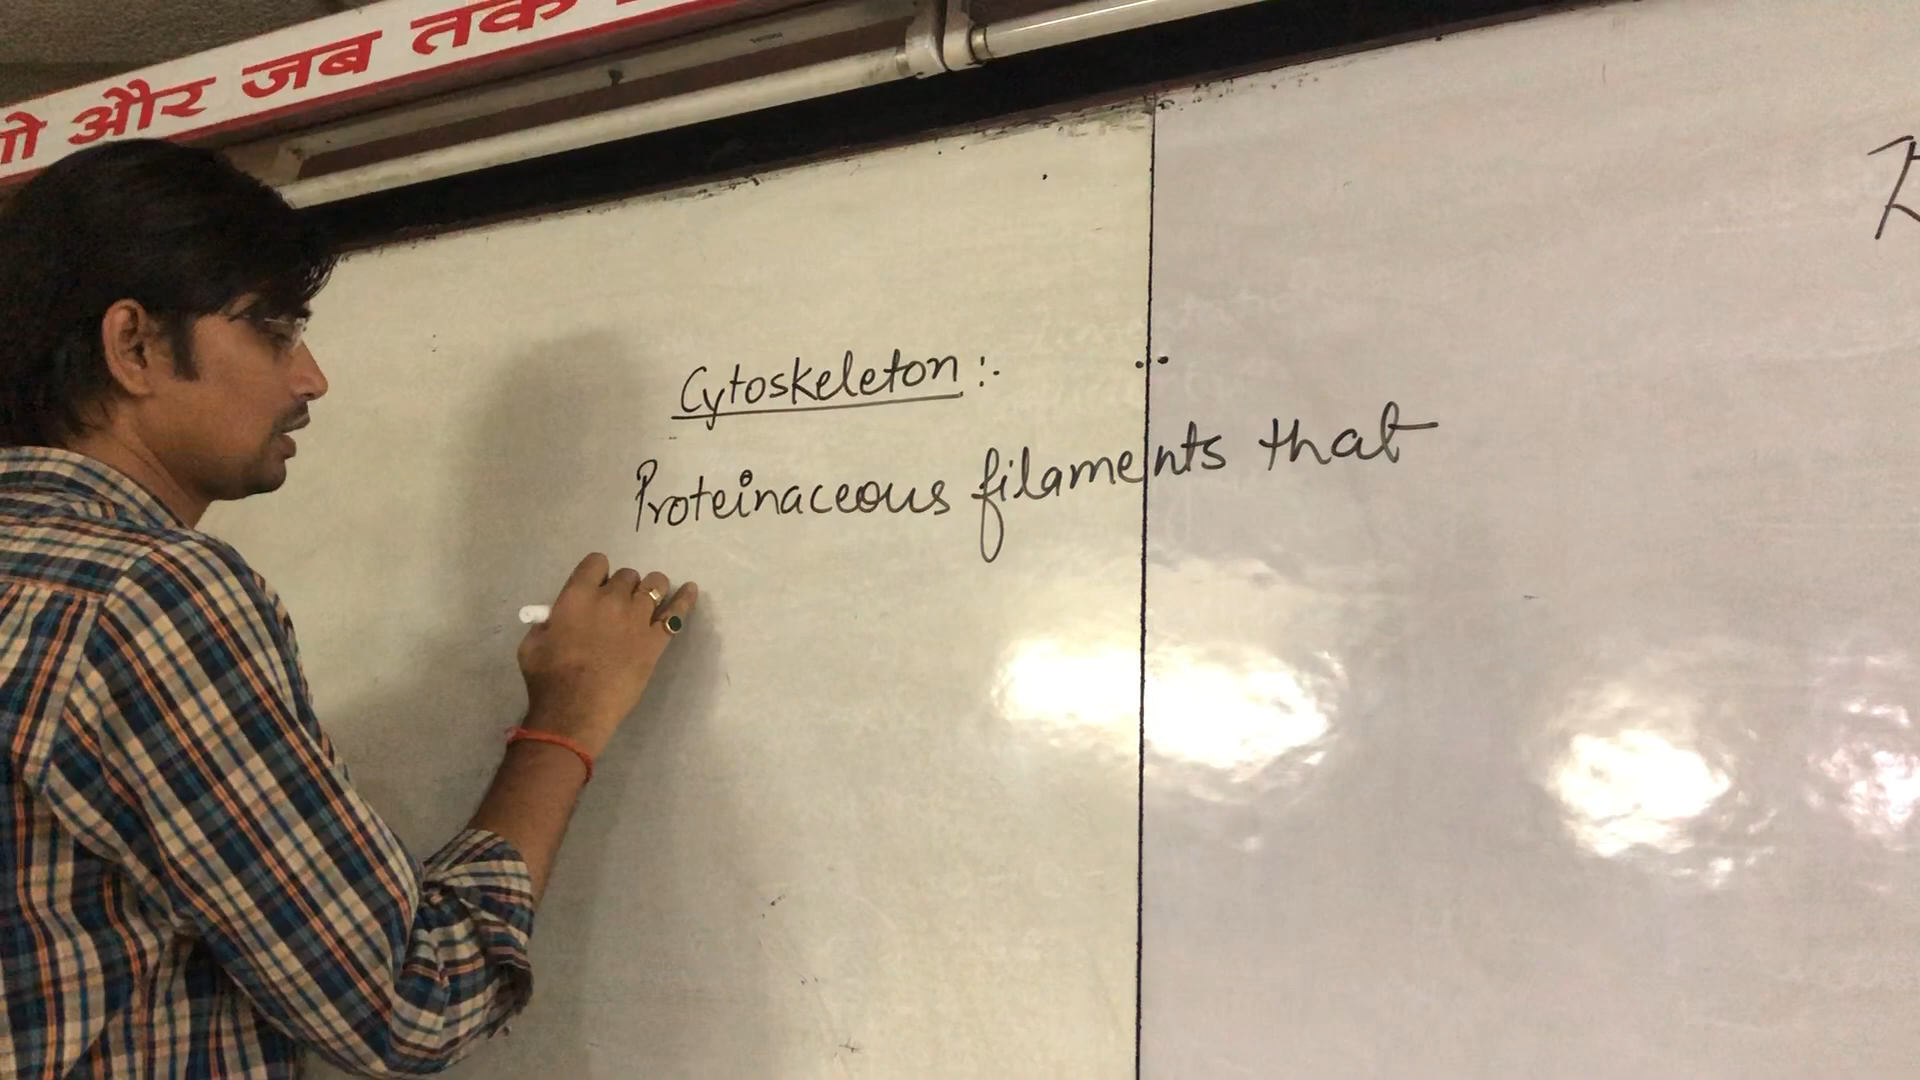 और जब तक
Cytoskeleton :-
Proteinaceous filaments that